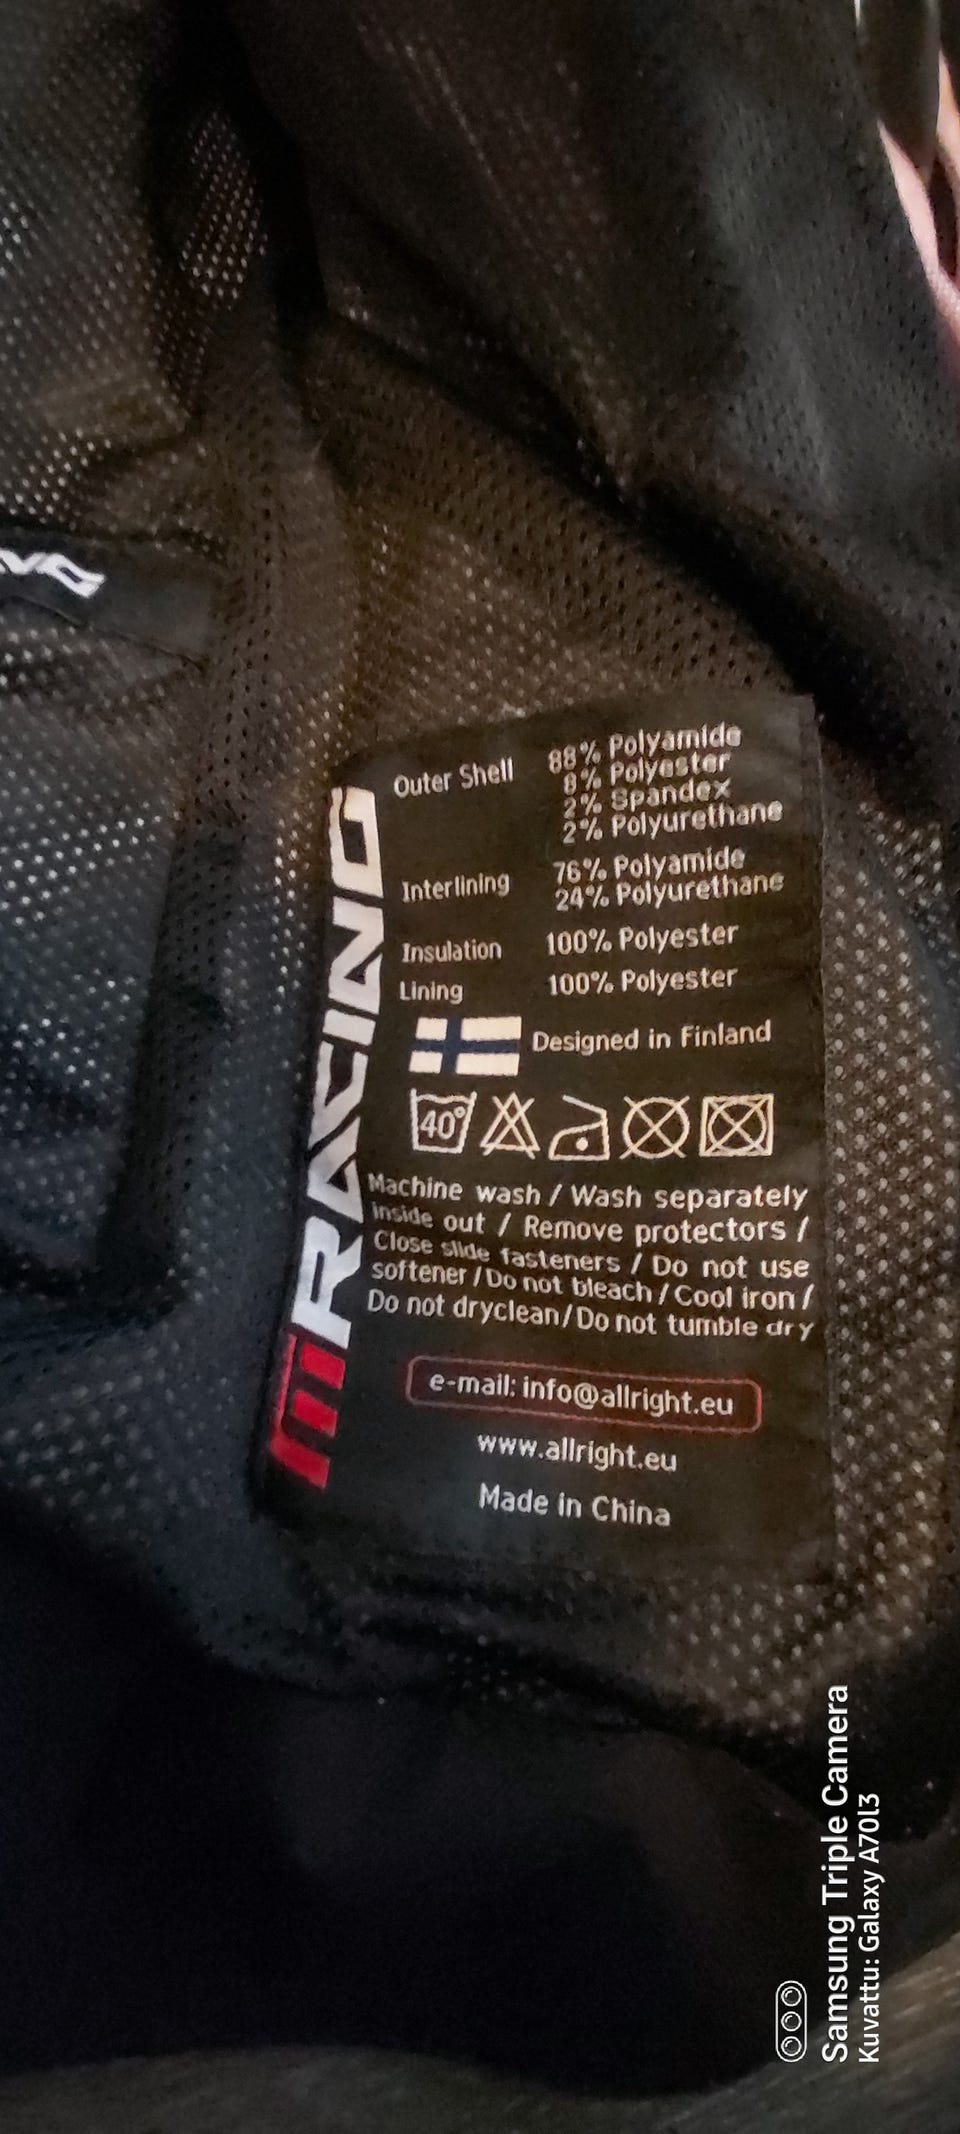 RACING
Outer Shell 88% Polyamide
8% Polyester
2% Spandex
2% Polyurethane
Interlining 76% Polyamide
24% Polyurethane
Insulation 100% Polyester
Lining 100% Polyester
Designed in Finland
40°
Machine wash / Wash separately
inside out / Remove protectors /
Close slide fasteners / Do not use
softener / Do not bleach / Cool iron /
Do not dryclean / Do not tumble dry
e-mail: info@allright.eu
www.allright.eu
Made in China
Samsung Triple Camera
Kuvattu: Galaxy A70l3